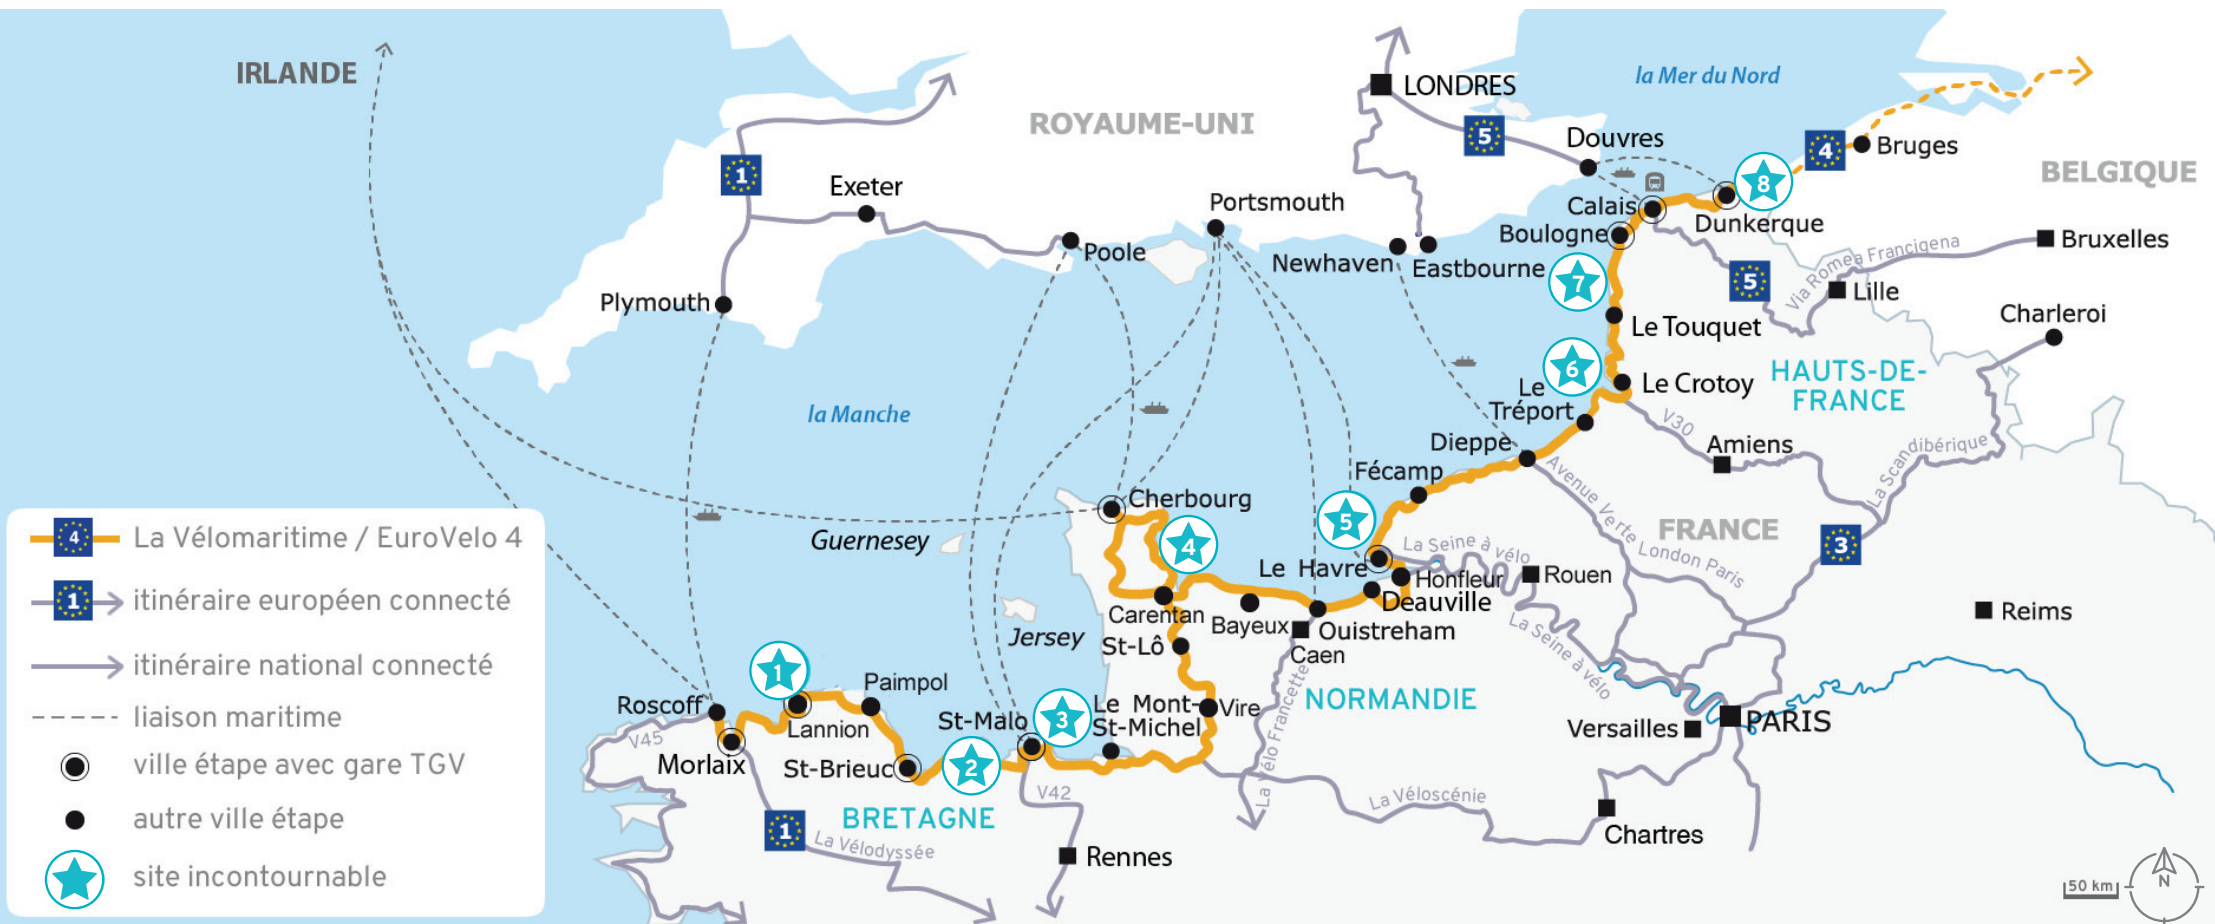 IRLANDE
ROYAUME-UNI
LONDRES
la Mer du Nord
5
Douvres
4
Bruges
BELGIQUE
1
Exeter
Portsmouth
Calais
8
Dunkerque
Poole
Boulogne
Bruxelles
Newhaven
Eastbourne
7
5
Via Romea Francigena
Lille
Plymouth
Le Touquet
Charleroi
6
Le Crotoy
HAUTS-DE-
FRANCE
la Manche
Le
Tréport
V30
Amiens
Dieppe
La Scandibérique
Fécamp
Avenue Verte London Paris
Cherbourg
5
FRANCE
3
Guernesey
4
La Seine à vélo
Le Havre
Honfleur
Rouen
Deauville
Carentan
Bayeux
Ouistreham
Reims
Jersey
St-Lô
Caen
La Seine à vélo
1
Paimpol
NORMANDIE
Roscoff
Lannion
St-Malo
3
Le Mont-
St-Michel
Vire
La Vélo Francette
Versailles
PARIS
V45
Morlaix
St-Brieuc
2
V42
La Véloscénie
BRETAGNE
1
La Vélodyssée
Rennes
Chartres
50 km
N
4
La Vélomaritime / EuroVelo 4
1
itinéraire européen connecté
itinéraire national connecté
liaison maritime
ville étape avec gare TGV
autre ville étape
site incontournable